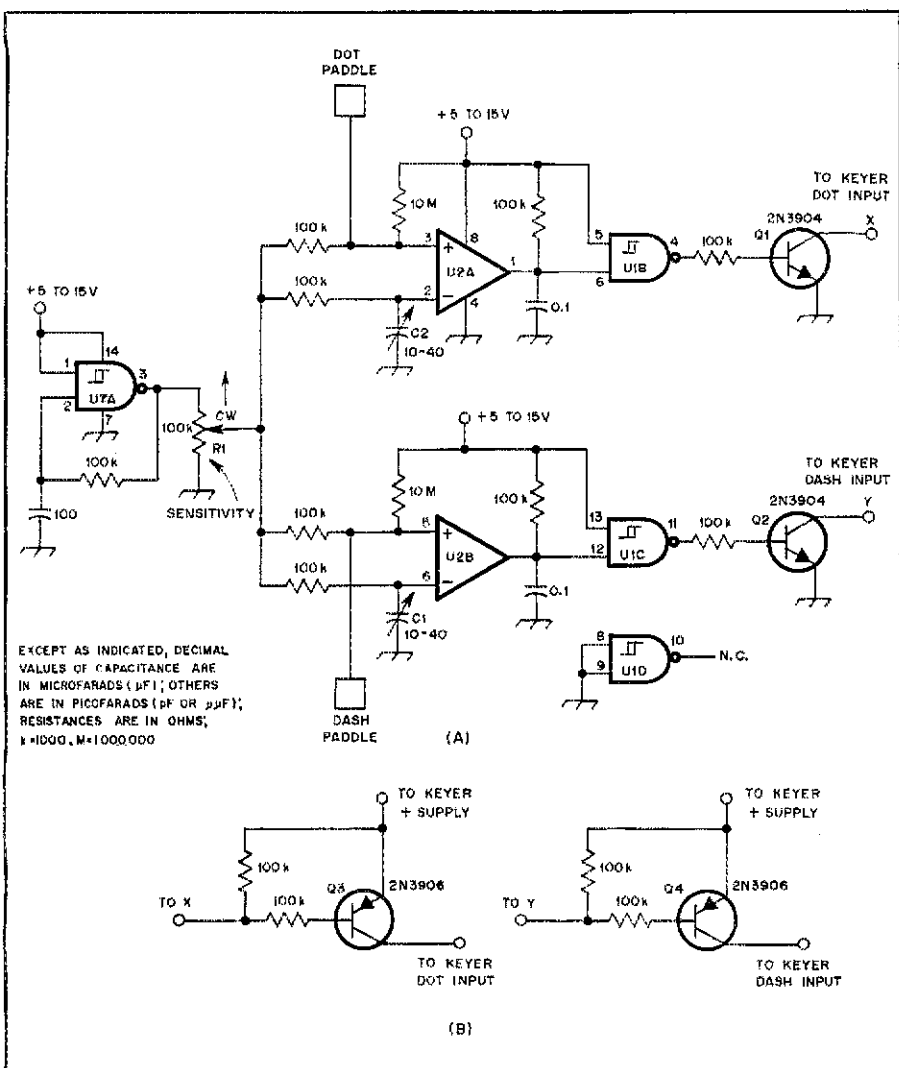 DOT
PADDLE
+5 TO 15V
10M
100k
100k
100k
3
+
8
U2A
1
2
-
4
C2
10-40
0.1
5
6
U1B
4
100k
Q1
2N3904
TO KEYER
DOT INPUT
X
+5 TO 15V
14
1
2
3
7
100k
100
100k
CW
R1
SENSITIVITY
+5 TO 15V
10M
100k
100k
100k
+
U2B
6
-
C1
10-40
0.1
13
12
U1C
11
100k
Q2
2N3904
TO KEYER
DASH INPUT
Y
8
9
U1D
10
N.C.
DASH
PADDLE
EXCEPT AS INDICATED, DECIMAL
VALUES OF CAPACITANCE ARE
IN MICROFARADS (µF); OTHERS
ARE IN PICOFARADS (pF OR µµF);
RESISTANCES ARE IN OHMS;
k=1000, M=1000000
(A)
TO KEYER
+ SUPPLY
100k
TO X
100k
Q3
2N3906
TO KEYER
DOT INPUT
TO KEYER
+ SUPPLY
100k
TO Y
100k
Q4
2N3906
TO KEYER
DASH INPUT
(B)